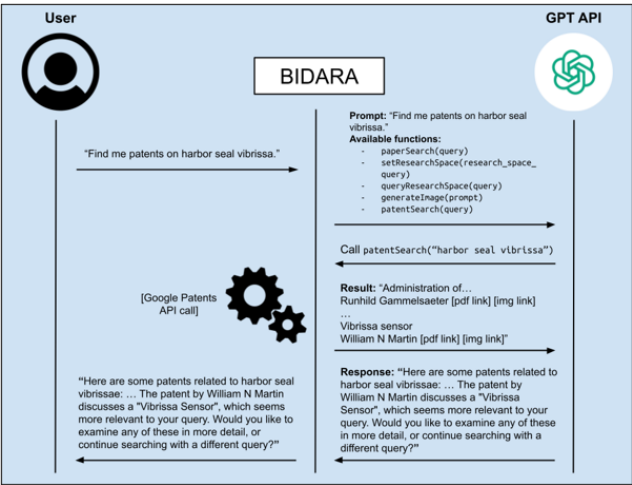 User
GPT API
BIDARA
Prompt: “Find me patents on harbor seal
vibrissa.”
Available functions:
- paperSearch(query)
- setResearchSpace(research_space_
query)
- queryResearchSpace(query)
- generateImage(prompt)
- patentSearch(query)
“Find me patents on harbor seal vibrissa.”
Call patentSearch(“harbor seal vibrissa”)
[Google Patents
API call]
Result: “Administration of…
Runhild Gammelsaeter [pdf link] [img link]
…
Vibrissa sensor
William N Martin [pdf link] [img link]”
Response: “Here are some patents related to
harbor seal vibrissae: … The patent by
William N Martin discusses a "Vibrissa
Sensor", which seems more relevant to your
query. Would you like to examine any of these
in more detail, or continue searching with a
different query?”
“Here are some patents related to harbor seal
vibrissae: … The patent by William N Martin
discusses a "Vibrissa Sensor", which seems
more relevant to your query. Would you like to
examine any of these in more detail, or
continue searching with a different query?”